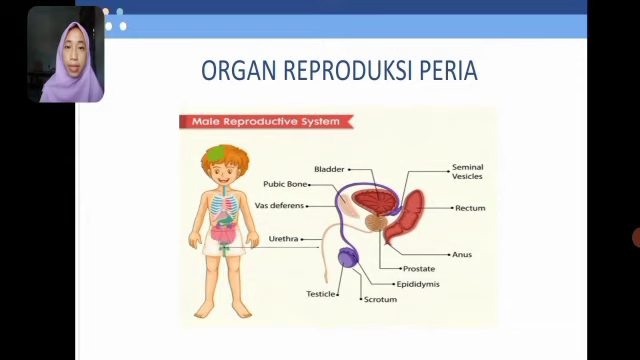 ORGAN REPRODUKSI PERIA
Male Reproductive System
Bladder
Seminal
Vesicles
Pubic Bone
Vas deferens
Rectum
Urethra
Anus
Prostate
Epididymis
Testicle
Scrotum